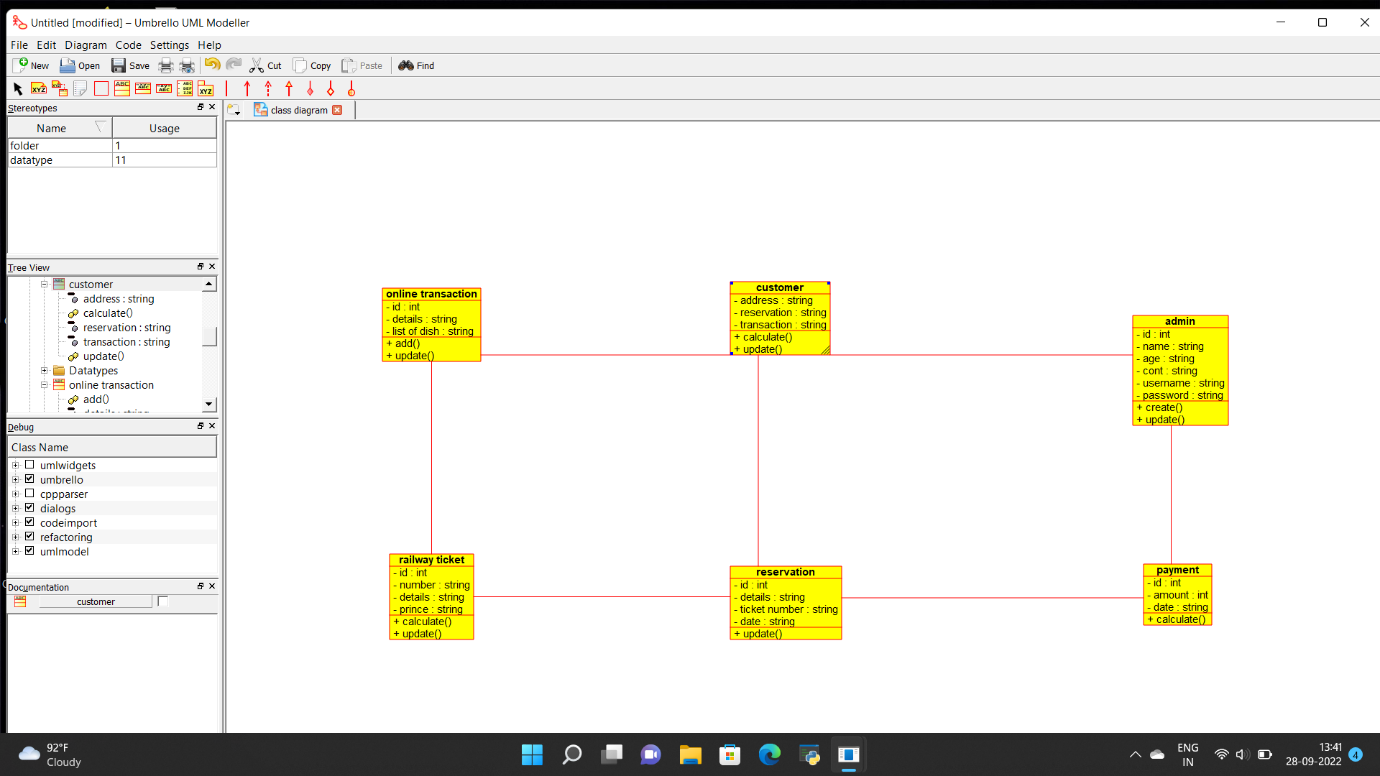 Untitled [modified] – Umbrello UML Modeller
File Edit Diagram Code Settings Help
New Open Save Cut Copy Paste Find
Stereotypes
class diagram
Name Usage
folder 1
datatype 11
Tree View
customer
address : string
calculate()
reservation : string
transaction : string
update()
Datatypes
online transaction
add()
Debug
Class Name
umlwidgets
umbrello
cppparser
dialogs
codeimport
refactoring
umlmodel
Documentation
customer
online transaction
- id : int
- details : string
- list of dish : string
+ add()
+ update()
customer
- address : string
- reservation : string
- transaction : string
+ calculate()
+ update()
admin
- id : int
- name : string
- age : string
- cont : string
- username : string
- password : string
+ create()
+ update()
railway ticket
- id : int
- number : string
- details : string
- prince : string
+ calculate()
+ update()
reservation
- id : int
- details : string
- ticket number : string
- date : string
+ update()
payment
- id : int
- amount : int
- date : string
+ calculate()
92°F
Cloudy
ENG
IN
13:41
28-09-2022
4